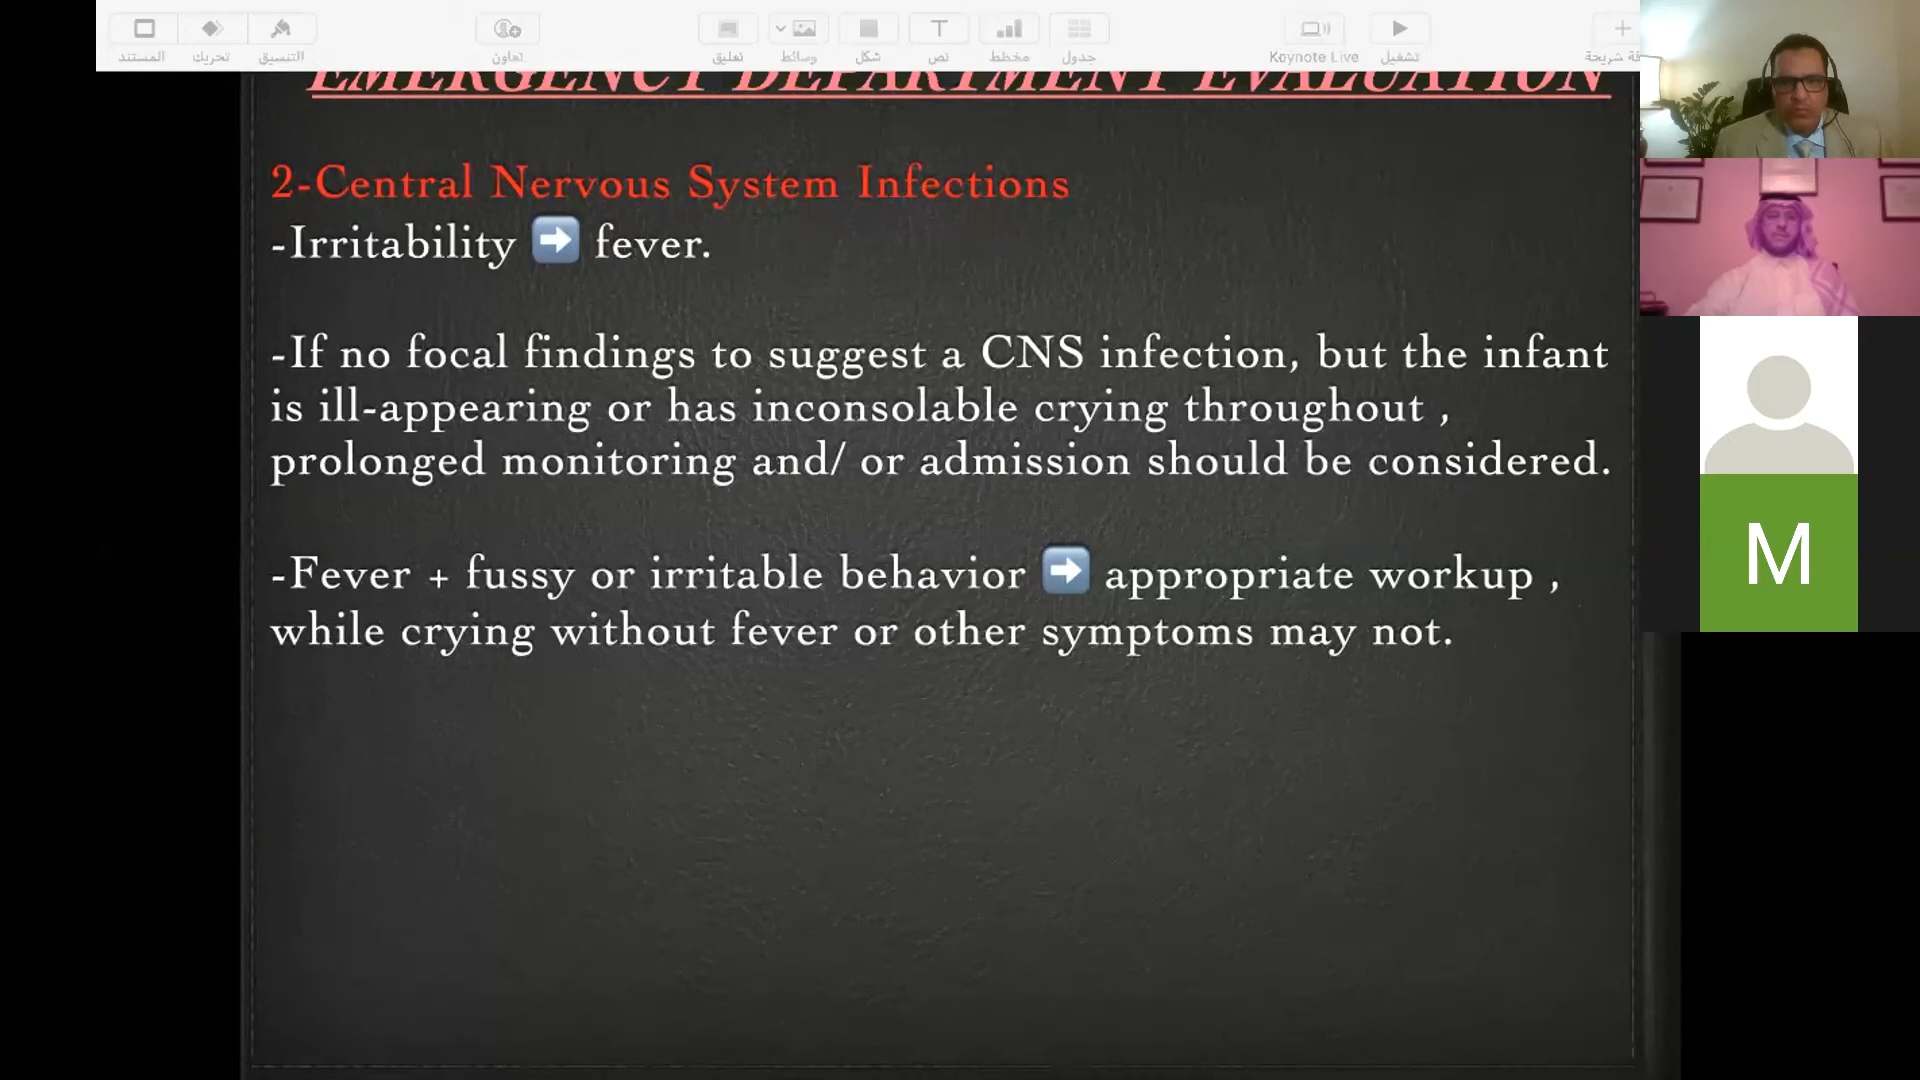 المستند
تحريك
التنسيق
تعاون
تعليق
وسائط
شكل
نص
مخطط
جدول
Keynote Live
تشغيل
شريحة
EMERGENCY DEPARTMENT EVALUATION
2-Central Nervous System Infections
-Irritability ➡️ fever.
-If no focal findings to suggest a CNS infection, but the infant
is ill-appearing or has inconsolable crying throughout ,
prolonged monitoring and/ or admission should be considered.
-Fever + fussy or irritable behavior ➡️ appropriate workup ,
while crying without fever or other symptoms may not.
M